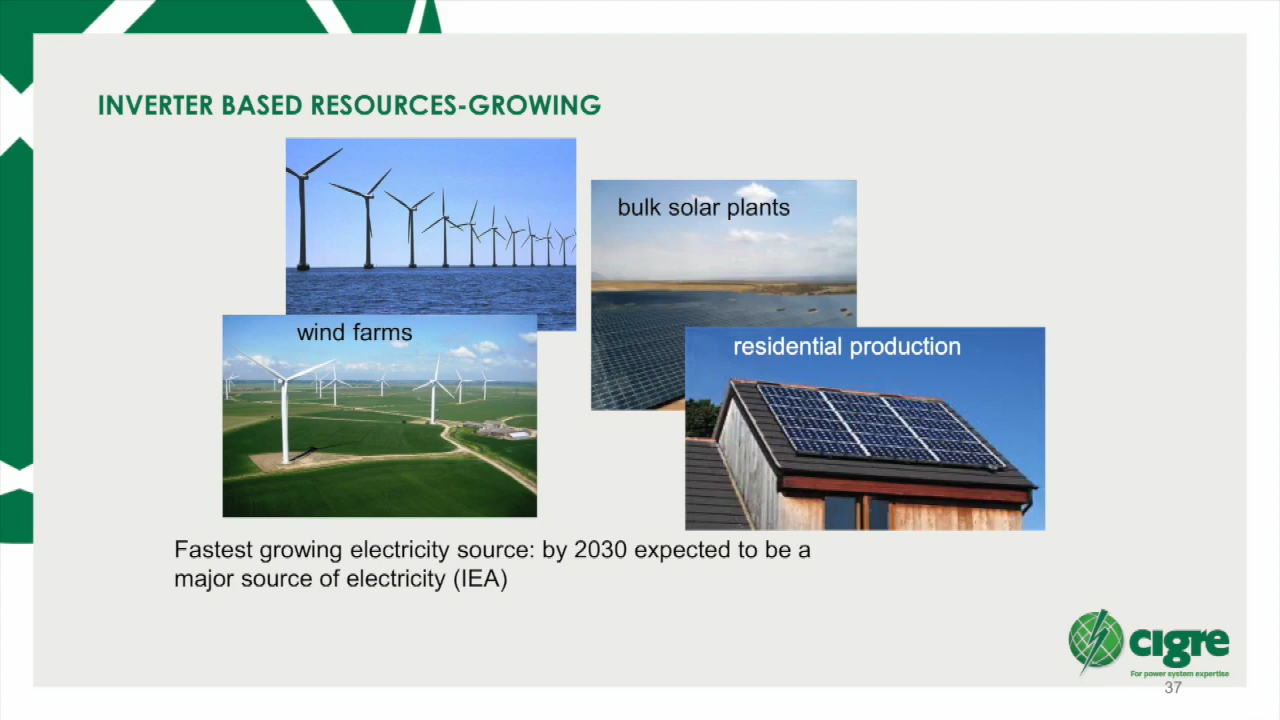 INVERTER BASED RESOURCES-GROWING
bulk solar plants
wind farms
residential production
Fastest growing electricity source: by 2030 expected to be a
major source of electricity (IEA)
cigre
For power system expertise
37